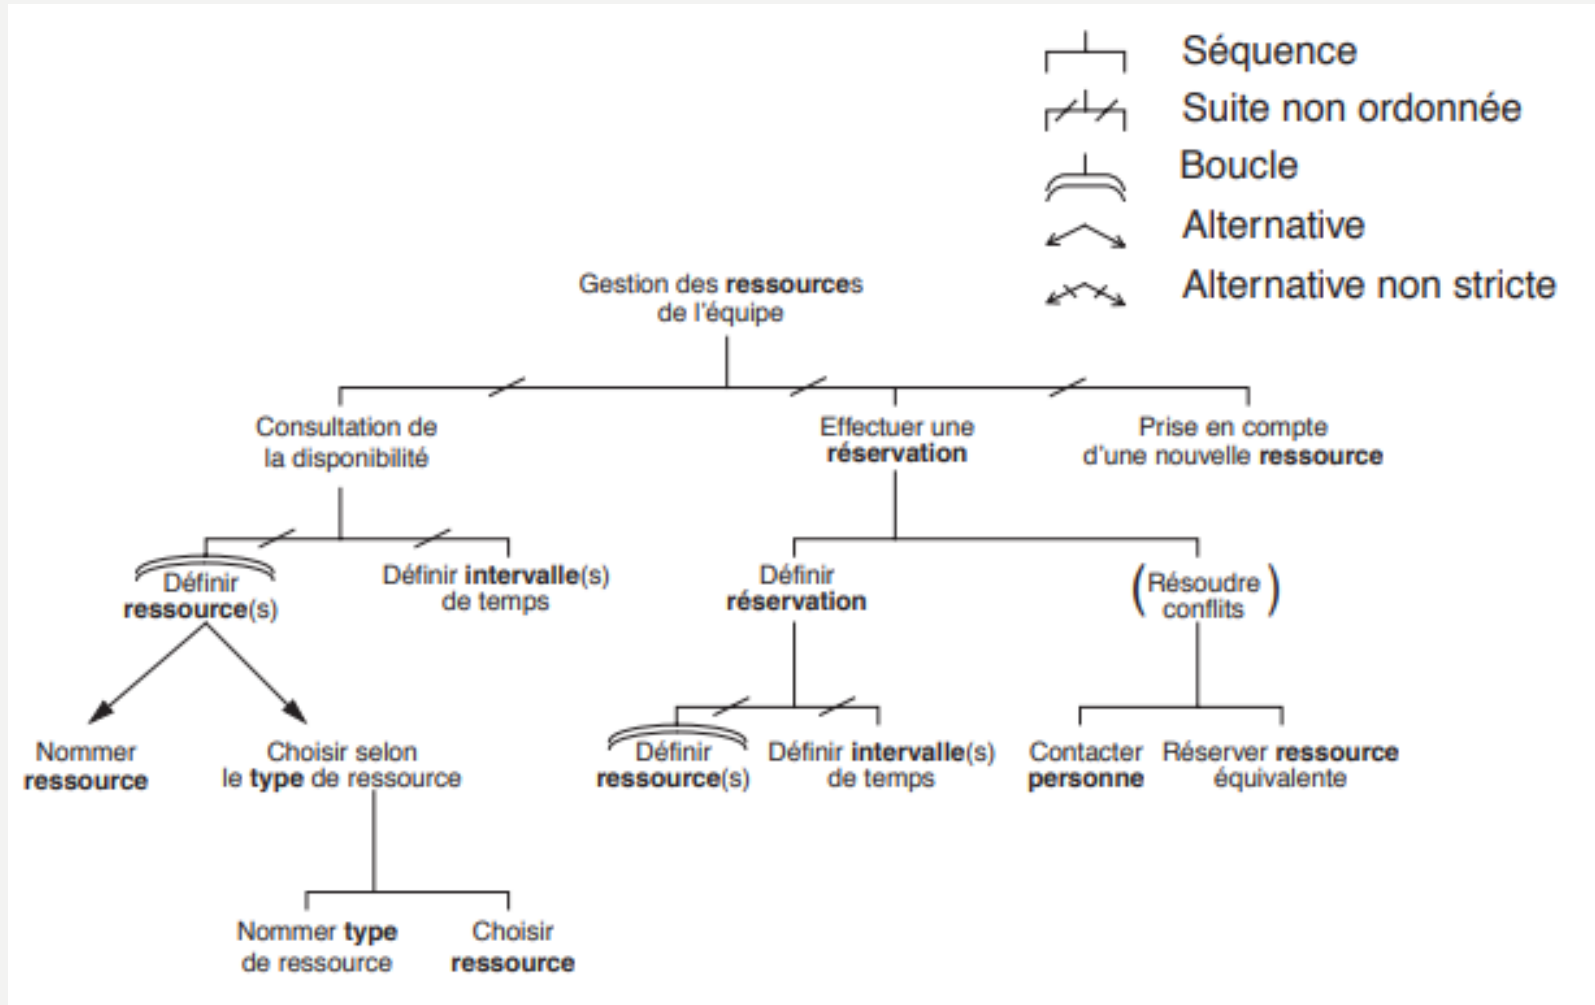 Séquence
Suite non ordonnée
Boucle
Alternative
Alternative non stricte
Gestion des ressources
de l'équipe
Consultation de
la disponibilité
Effectuer une
réservation
Prise en compte
d'une nouvelle ressource
Définir
ressource(s)
Définir intervalle(s)
de temps
Définir
réservation
(Résoudre
conflits)
Nommer
ressource
Choisir selon
le type de ressource
Définir
ressource(s)
Définir intervalle(s)
de temps
Contacter
personne
Réserver ressource
équivalente
Nommer type
de ressource
Choisir
ressource